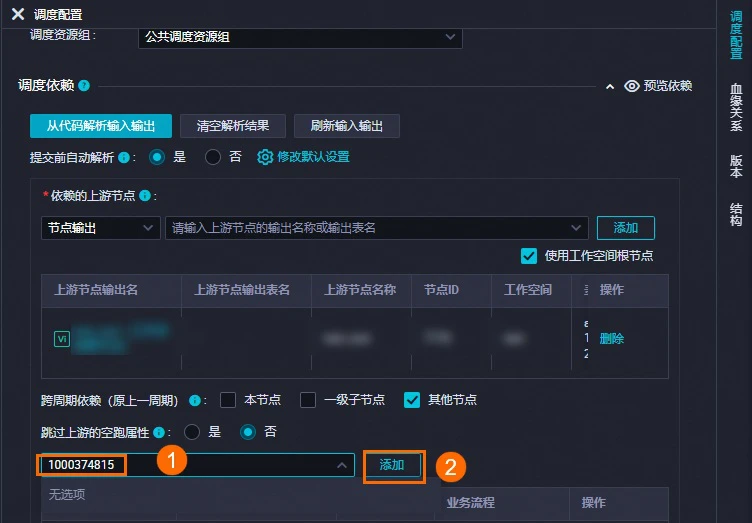 调度配置
调度资源组: 公共调度资源组
调度依赖 预览依赖
从代码解析输入输出 清空解析结果 刷新输入输出
提交前自动解析 : 是 否 修改默认设置
* 依赖的上游节点 :
节点输出 请输入上游节点的输出名称或输出表名 添加
使用工作空间根节点
上游节点输出名 上游节点输出表名 上游节点名称 节点ID 工作空间 操作
VI 删除
跨周期依赖（原上一周期） : 本节点 一级子节点 其他节点
跳过上游的空跑属性 : 是 否
1000374815 1 添加 2
无选项 业务流程 操作
调度配置
血缘关系
版本
结构